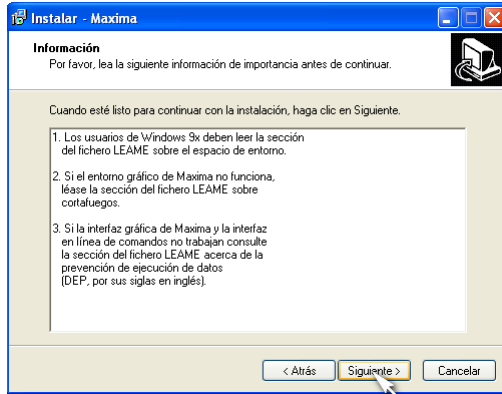 Instalar - Maxima
Información
Por favor, lea la siguiente información de importancia antes de continuar.
Cuando esté listo para continuar con la instalación, haga clic en Siguiente.
1. Los usuarios de Windows 9x deben leer la sección
del fichero LEAME sobre el espacio de entorno.
2. Si el entorno gráfico de Maxima no funciona,
léase la sección del fichero LEAME sobre
cortafuegos.
3. Si la interfaz gráfica de Maxima y la interfaz
en línea de comandos no trabajan consulte
la sección del fichero LEAME acerca de la
prevención de ejecución de datos
(DEP, por sus siglas en inglés).
< Atrás Siguiente > Cancelar